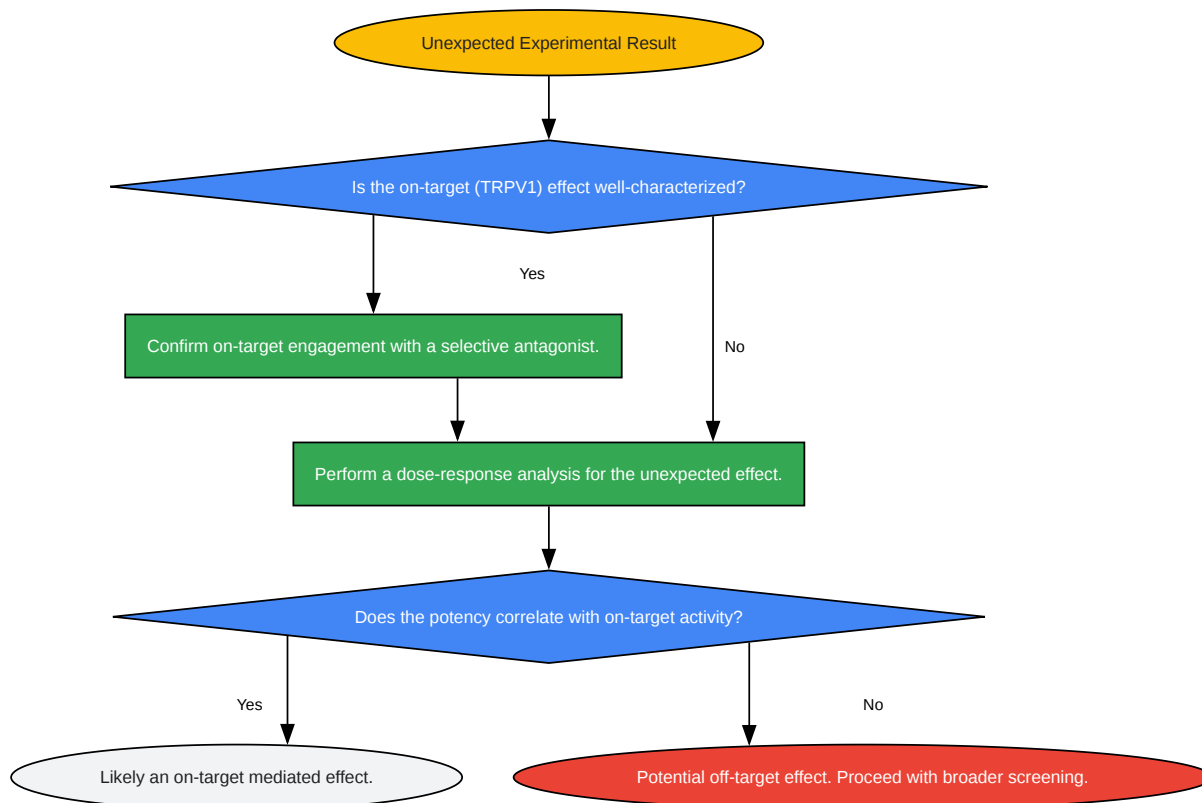 Unexpected Experimental Result
Is the on-target (TRPV1) effect well-characterized?
Yes
Confirm on-target engagement with a selective antagonist.
No
Perform a dose-response analysis for the unexpected effect.
Does the potency correlate with on-target activity?
Yes
No
Likely an on-target mediated effect.
Potential off-target effect. Proceed with broader screening.